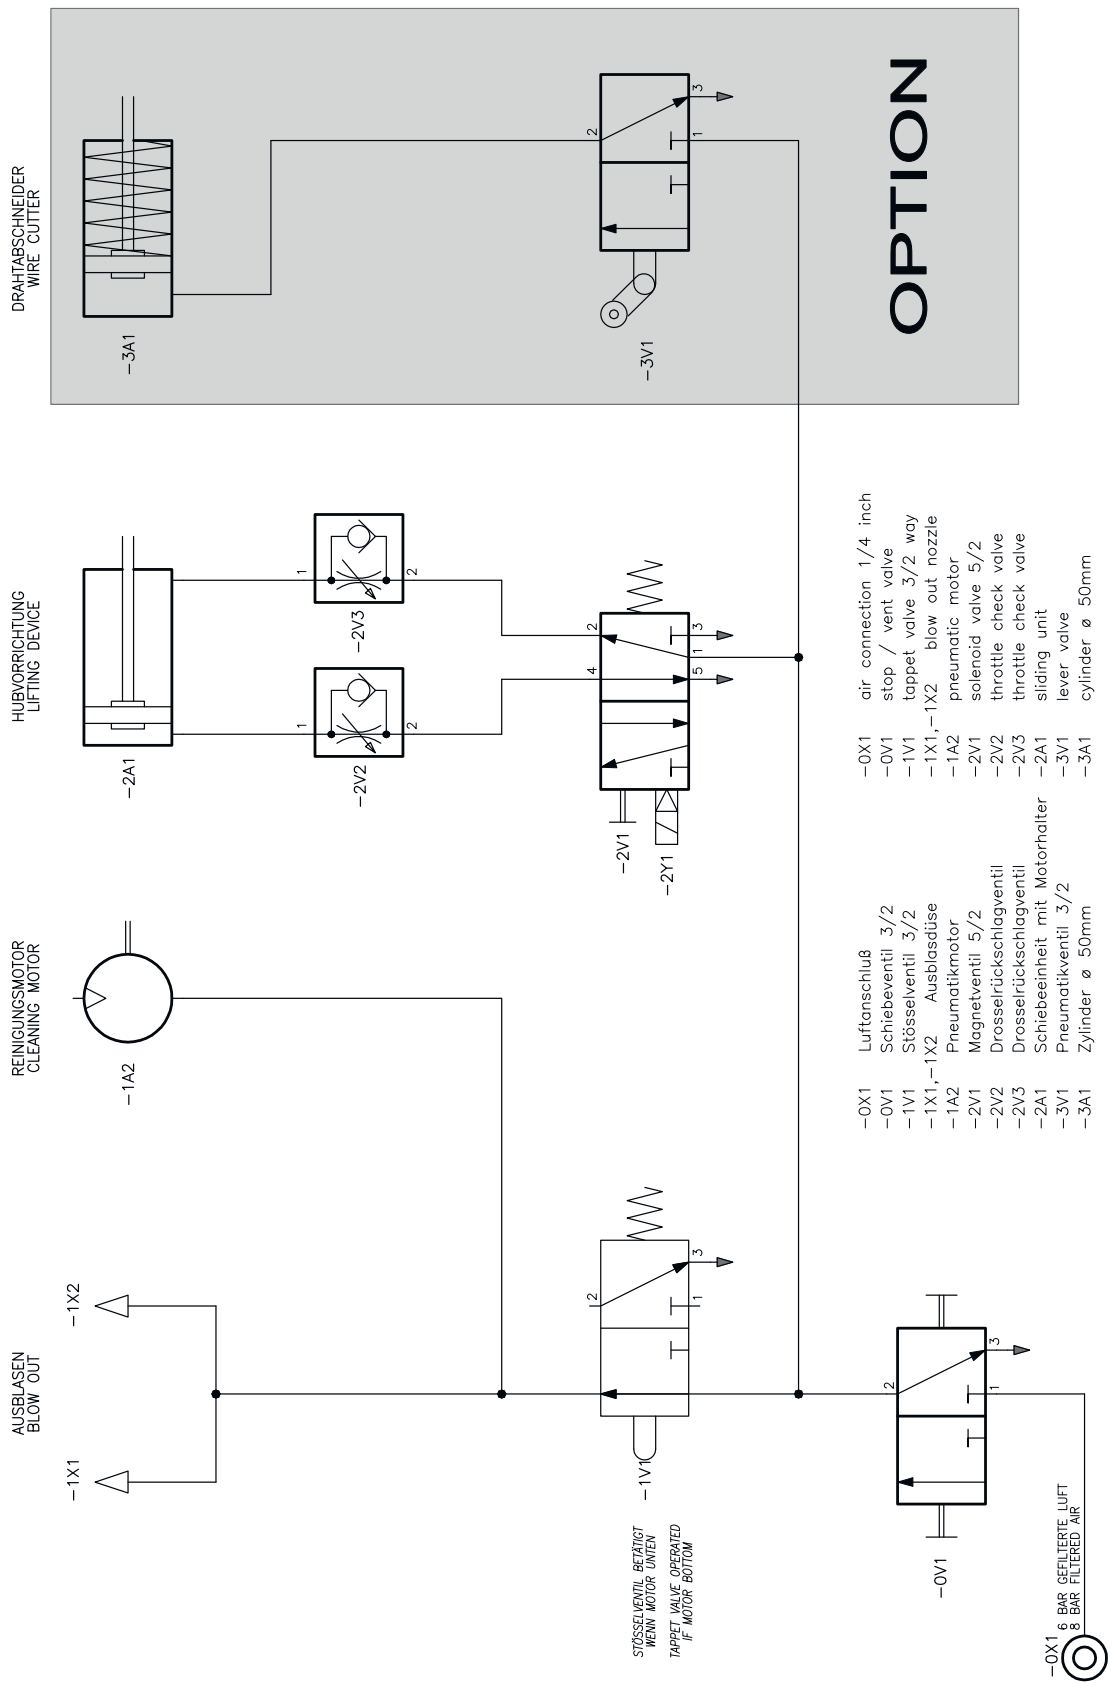 AUSBLASEN
BLOW OUT
REINIGUNGSMOTOR
CLEANING MOTOR
HUBVORRICHTUNG
LIFTING DEVICE
DRAHTABSCHNEIDER
WIRE CUTTER
-1X1
-1X2
-1A2
-2A1
-3A1
-2V2
1
2
-2V3
1
2
STÖSSELVENTIL BETÄTIGT
WENN MOTOR UNTEN
TAPPET VALVE OPERATED
IF MOTOR BOTTOM
-1V1
2
1
3
-2V1
-2Y1
4
2
5
1
3
-3V1
2
1
3
OPTION
-0V1
2
1
3
-0X1
6 BAR GEFILTERTE LUFT
8 BAR FILTERED AIR
-0X1 Luftanschluß
-0V1 Schiebeventil 3/2
-1V1 Stösselventil 3/2
-1X1,-1X2 Ausblasdüse
-1A2 Pneumatikmotor
-2V1 Magnetventil 5/2
-2V2 Drosselrückschlagventil
-2V3 Drosselrückschlagventil
-2A1 Schiebeeinheit mit Motorhalter
-3V1 Pneumatikventil 3/2
-3A1 Zylinder ø 50mm
-0X1 air connection 1/4 inch
-0V1 stop / vent valve
-1V1 tappet valve 3/2 way
-1X1,-1X2 blow out nozzle
-1A2 pneumatic motor
-2V1 solenoid valve 5/2
-2V2 throttle check valve
-2V3 throttle check valve
-2A1 sliding unit
-3V1 lever valve
-3A1 cylinder ø 50mm